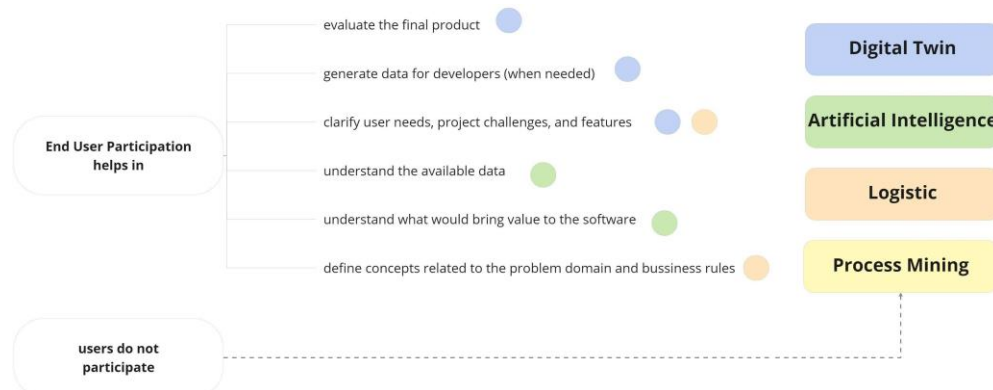 evaluate the final product
generate data for developers (when needed)
clarify user needs, project challenges, and features
End User Participation
helps in
understand the available data
understand what would bring value to the software
define concepts related to the problem domain and bussiness rules
Digital Twin
Artificial Intelligence
Logistic
Process Mining
users do not
participate